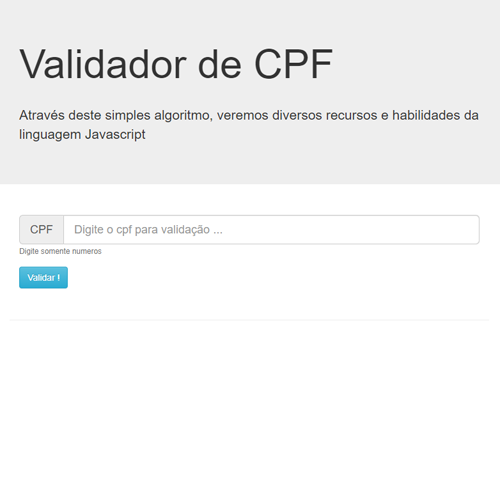 Validador de CPF
Através deste simples algoritmo, veremos diversos recursos e habilidades da
linguagem Javascript
CPF Digite o cpf para validação ...
Digite somente numeros
Validar !